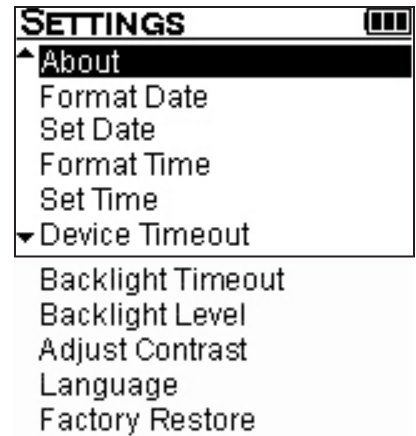 SETTINGS
About
Format Date
Set Date
Format Time
Set Time
Device Timeout
Backlight Timeout
Backlight Level
Adjust Contrast
Language
Factory Restore